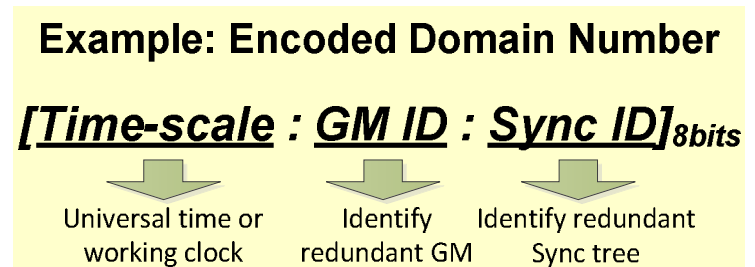 Example: Encoded Domain Number
[Time-scale : GM ID : Sync ID]8bits
Universal time or working clock
Identify redundant GM
Identify redundant Sync tree